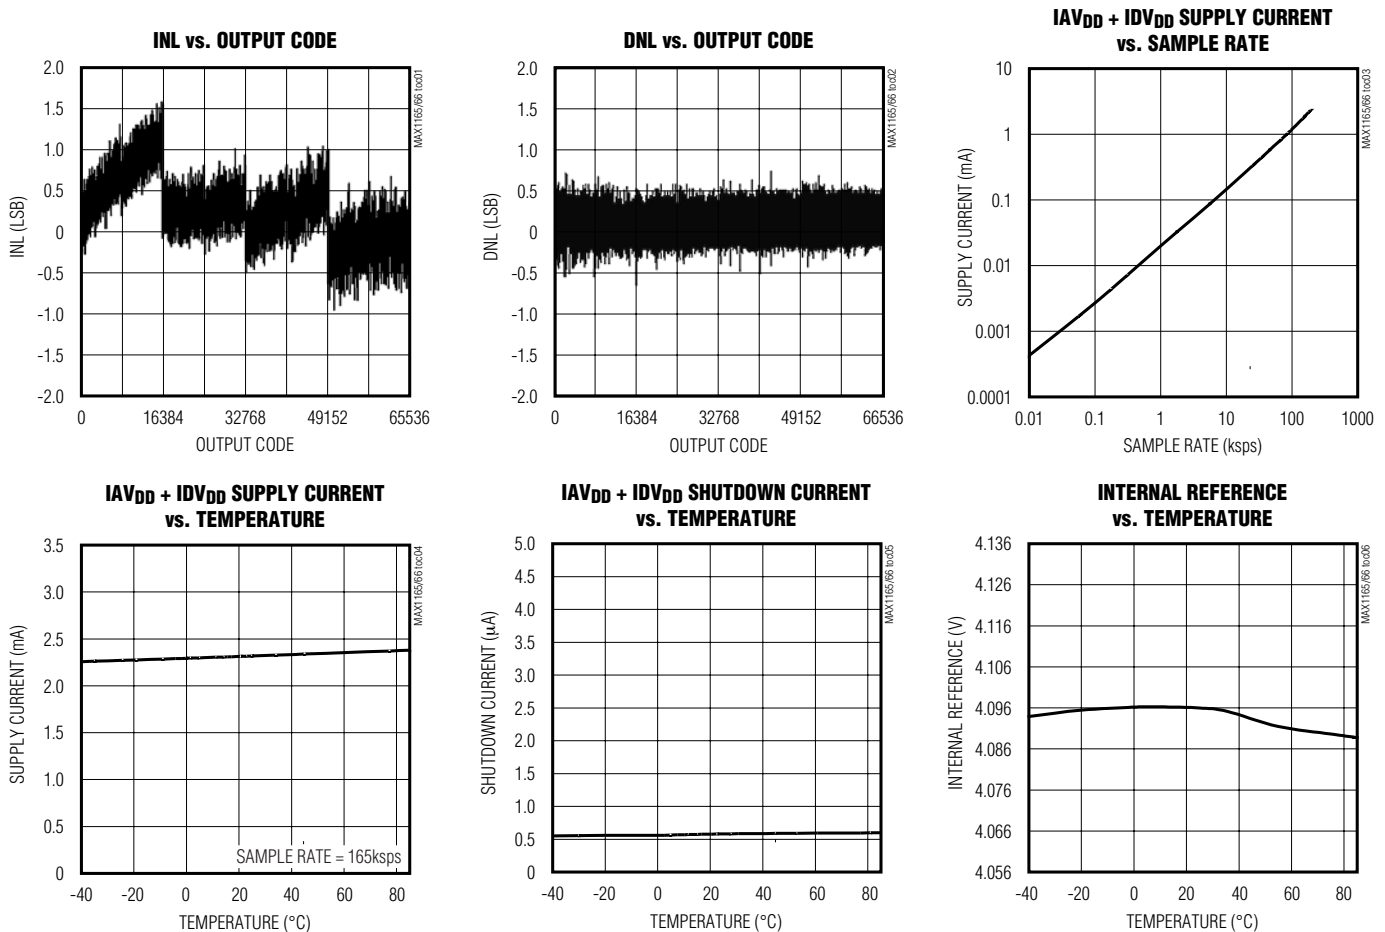 INL vs. OUTPUT CODE
2.0
1.5
1.0
0.5
0
-0.5
-1.0
-1.5
-2.0
INL (LSB)
0 16384 32768 49152 65536
OUTPUT CODE
MAX1165/66 toc01
DNL vs. OUTPUT CODE
2.0
1.5
1.0
0.5
0
-0.5
-1.0
-1.5
-2.0
DNL (LSB)
0 16384 32768 49152 66536
OUTPUT CODE
MAX1165/66 toc02
IAVDD + IDVDD SUPPLY CURRENT
vs. SAMPLE RATE
10
1
0.1
0.01
0.001
0.0001
SUPPLY CURRENT (mA)
0.01 0.1 1 10 100 1000
SAMPLE RATE (ksps)
MAX1165/66 toc03
IAVDD + IDVDD SUPPLY CURRENT
vs. TEMPERATURE
3.5
3.0
2.5
2.0
1.5
1.0
0.5
0
SUPPLY CURRENT (mA)
SAMPLE RATE = 165ksps
-40 -20 0 20 40 60 80
TEMPERATURE (°C)
MAX1165/66 toc04
IAVDD + IDVDD SHUTDOWN CURRENT
vs. TEMPERATURE
5.0
4.5
4.0
3.5
3.0
2.5
2.0
1.5
1.0
0.5
0
SHUTDOWN CURRENT (µA)
-40 -20 0 20 40 60 80
TEMPERATURE (°C)
MAX1165/66 toc05
INTERNAL REFERENCE
vs. TEMPERATURE
4.136
4.126
4.116
4.106
4.096
4.086
4.076
4.066
4.056
INTERNAL REFERENCE (V)
-40 -20 0 20 40 60 80
TEMPERATURE (°C)
MAX1165/66 toc06